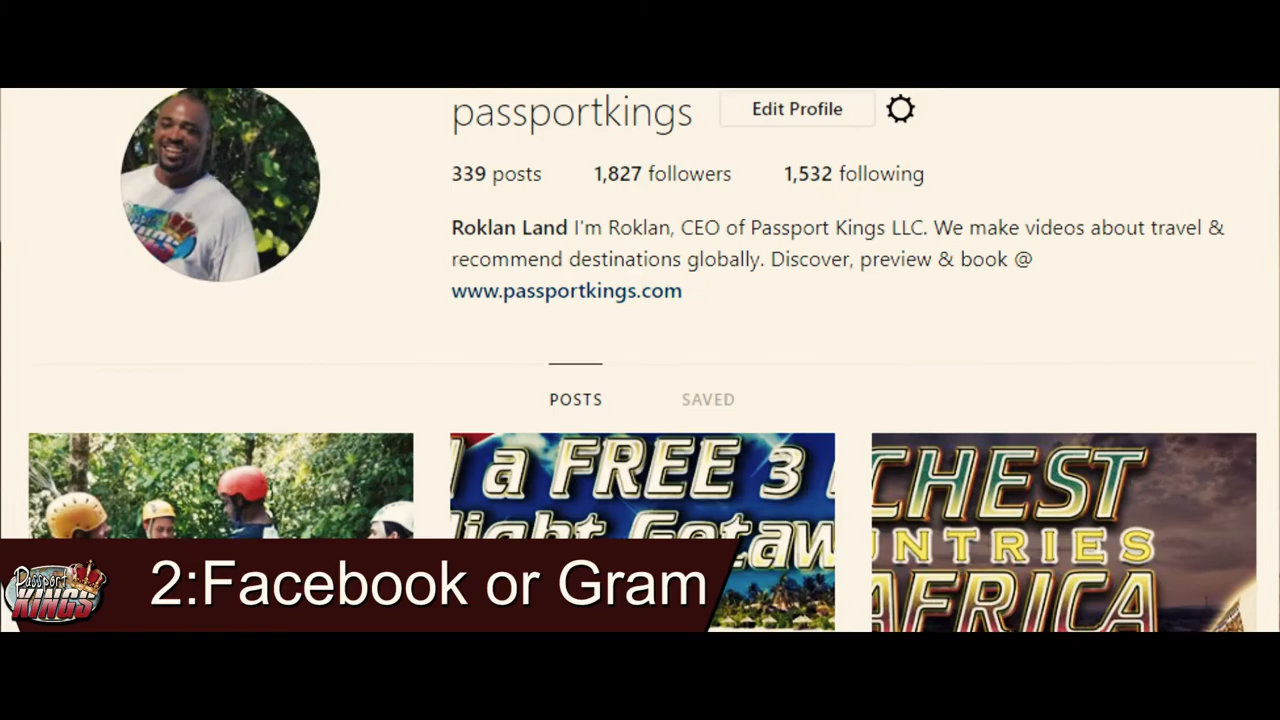 passportkings Edit Profile
339 posts 1,827 followers 1,532 following
Roklan Land I'm Roklan, CEO of Passport Kings LLC. We make videos about travel &
recommend destinations globally. Discover, preview & book @
www.passportkings.com
POSTS SAVED
a FREE 3
CHEST
UNTRIES
AFRICA
Passport
KINGS
2:Facebook or Gram